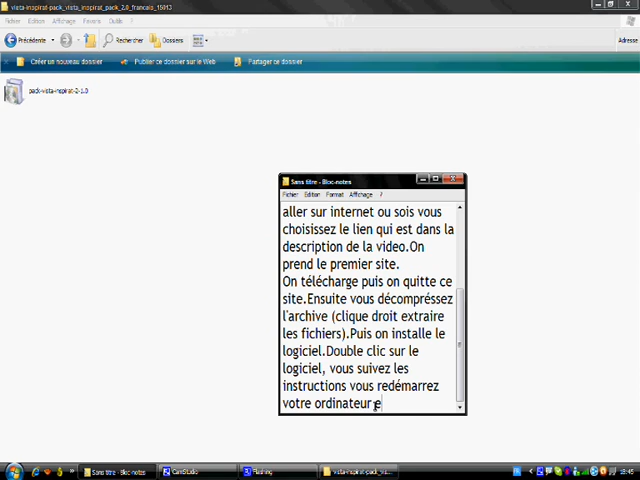 vista-inspirat-pack_vista_inspirat_pack_2.0_francais_15013
Fichier Edition Affichage Favoris Outils ?
Précédente Rechercher Dossiers Adresse
Créer un nouveau dossier Publier ce dossier sur le Web Partage ce dossier
pack-vista-inspirat-2-1.0
Sans titre - Bloc-notes
Fichier Edition Format Affichage ?
aller sur internet ou sois vous
choisissez le lien qui est dans la
description de la video.On
prend le premier site.
On télécharge puis on quitte ce
site.Ensuite vous décompréssez
l'archive (clique droit extraire
les fichiers).Puis on installe le
logiciel.Double clic sur le
logiciel, vous suivez les
instructions vous redémarrez
votre ordinateur e
Sans titre - Bloc-notes CamStudio Flashing vista-inspirat-pack_vi... 18:45